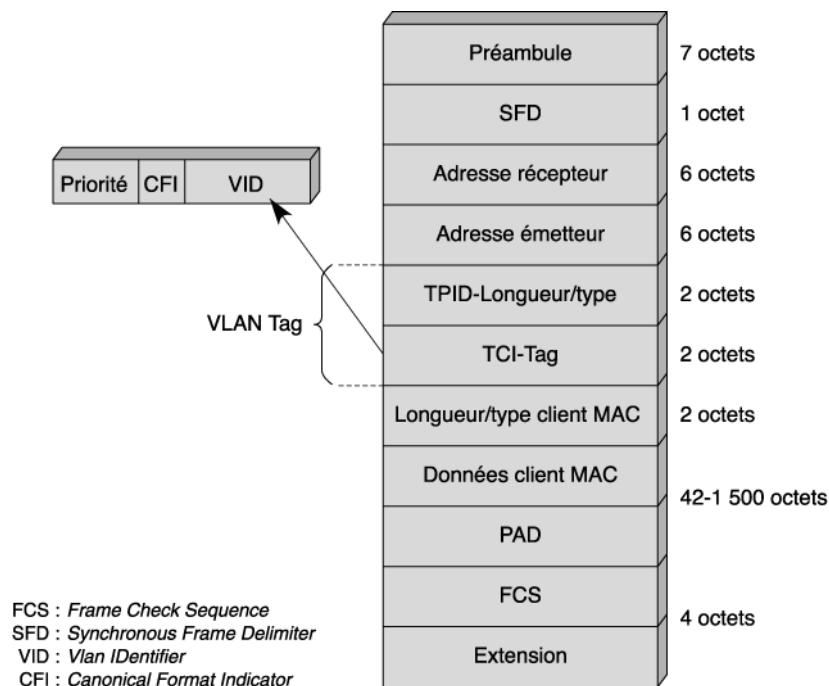 Préambule 7 octets
SFD 1 octet
Priorité CFI VID
Adresse récepteur 6 octets
Adresse émetteur 6 octets
TPID-Longueur/type 2 octets
VLAN Tag
TCI-Tag 2 octets
Longueur/type client MAC 2 octets
Données client MAC
42-1 500 octets
PAD
FCS
4 octets
Extension
FCS : Frame Check Sequence
SFD : Synchronous Frame Delimiter
VID : Vlan IDentifier
CFI : Canonical Format Indicator